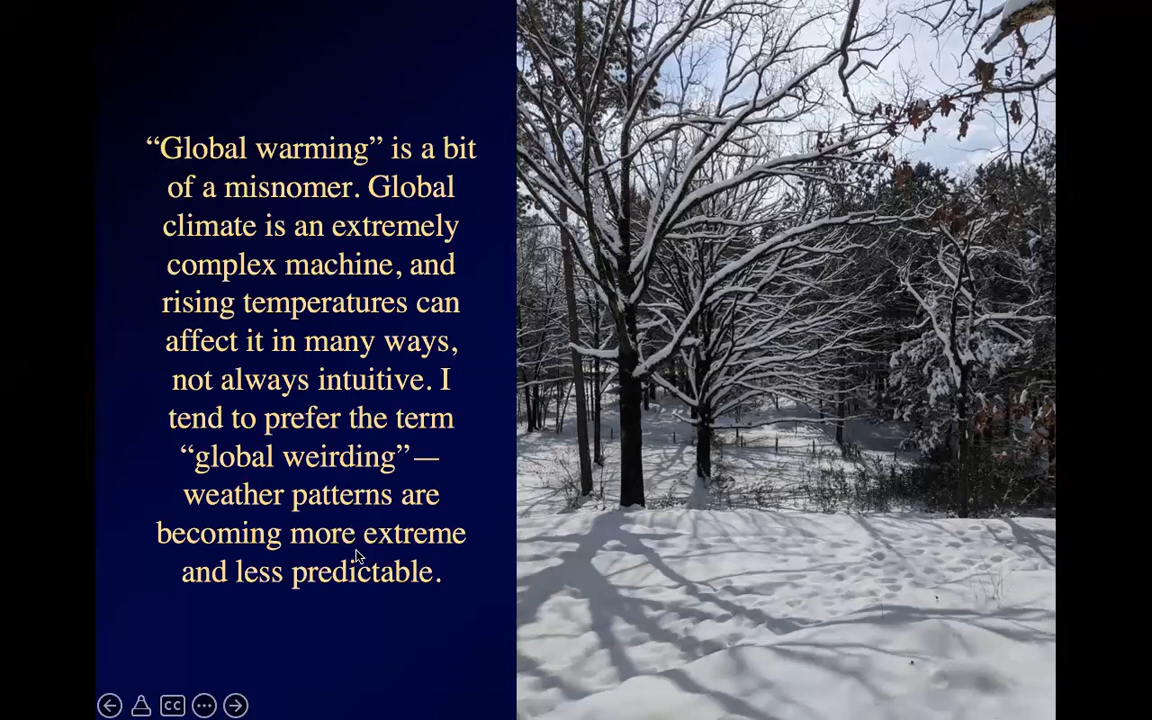 “Global warming” is a bit
of a misnomer. Global
climate is an extremely
complex machine, and
rising temperatures can
affect it in many ways,
not always intuitive. I
tend to prefer the term
“global weirding”—
weather patterns are
becoming more extreme
and less predictable.
CC